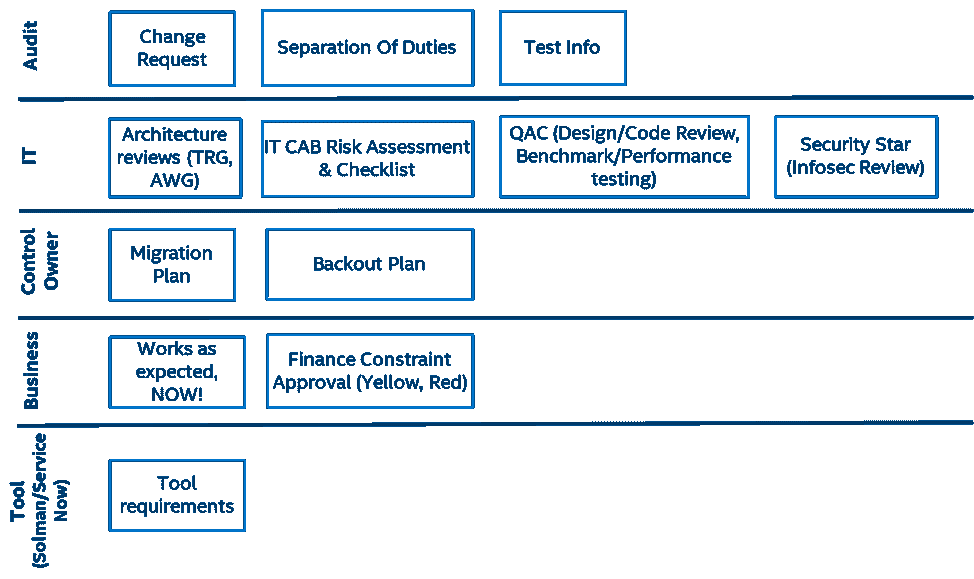 Audit
Change
Request
Separation Of Duties
Test Info
IT
Architecture
reviews (TRG,
AWG)
IT CAB Risk Assessment
& Checklist
QAC (Design/Code Review,
Benchmark/Performance
testing)
Security Star
(Infosec Review)
Control
Owner
Migration
Plan
Backout Plan
Business
Works as
expected,
NOW!
Finance Constraint
Approval (Yellow, Red)
Tool
(Solman/Service
Now)
Tool
requirements